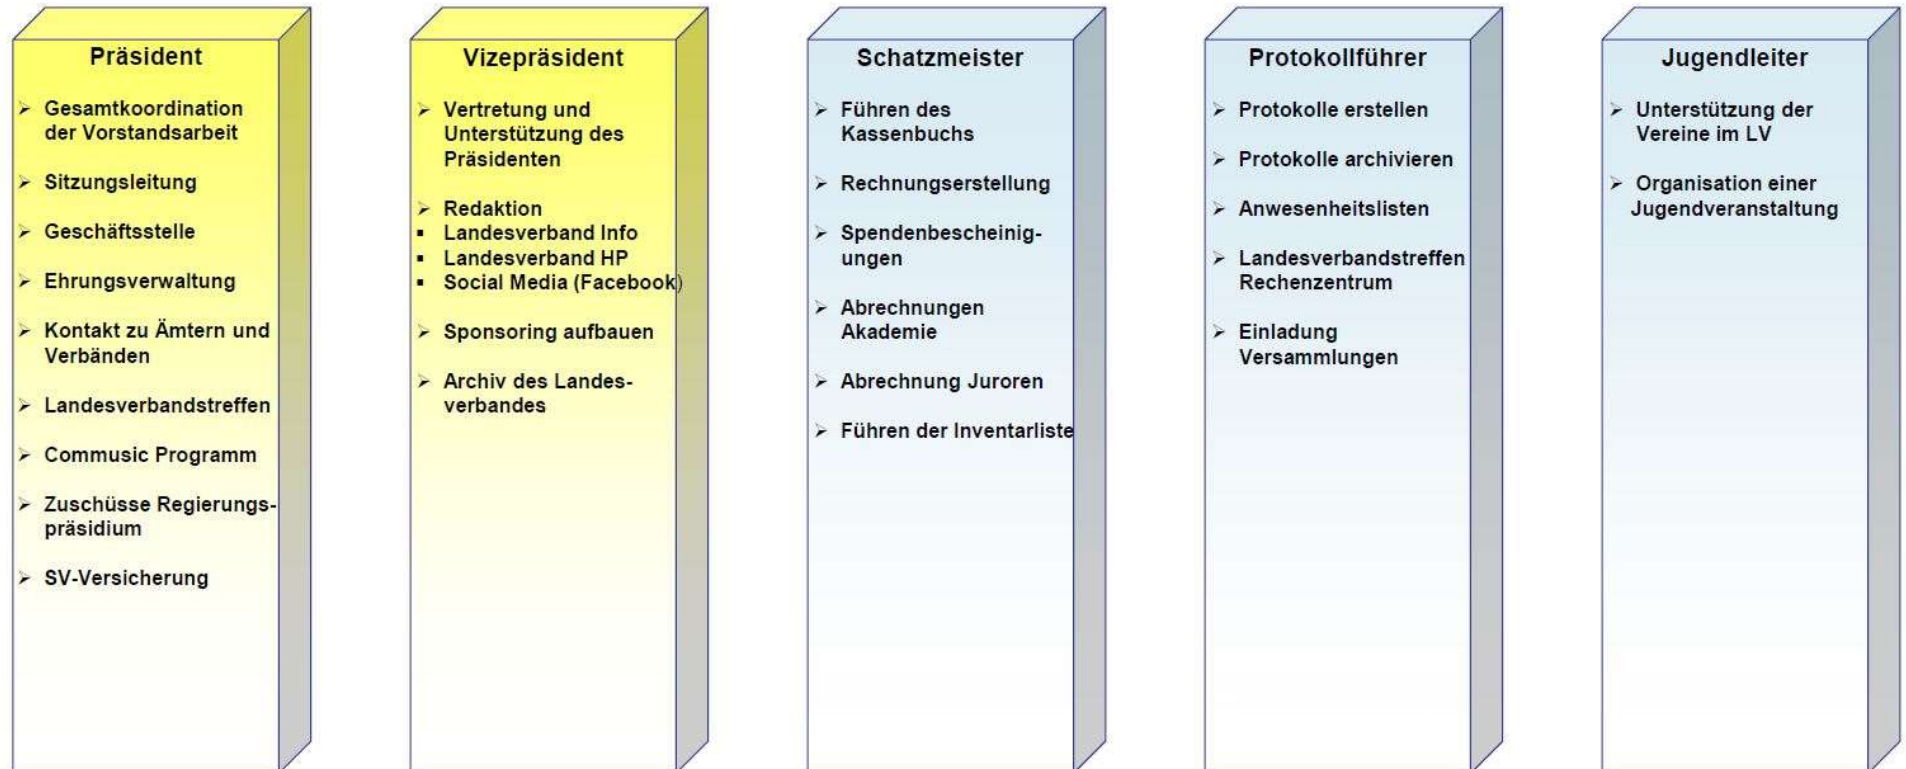 Präsident
Gesamtkoordination
der Vorstandsarbeit
Sitzungsleitung
Geschäftsstelle
Ehrungsverwaltung
Kontakt zu Ämtern und
Verbänden
Landesverbandstreffen
Commusic Programm
Zuschüsse Regierungs-
präsidium
SV-Versicherung
Vizepräsident
Vertretung und
Unterstützung des
Präsidenten
Redaktion
Landesverband Info
Landesverband HP
Social Media (Facebook)
Sponsoring aufbauen
Archiv des Landes-
verbandes
Schatzmeister
Führen des
Kassenbuchs
Rechnungserstellung
Spendenbescheinig-
ungen
Abrechnungen
Akademie
Abrechnung Juroren
Führen der Inventarliste
Protokollführer
Protokolle erstellen
Protokolle archivieren
Anwesenheitslisten
Landesverbandstreffen
Rechenzentrum
Einladung
Versammlungen
Jugendleiter
Unterstützung der
Vereine im LV
Organisation einer
Jugendveranstaltung